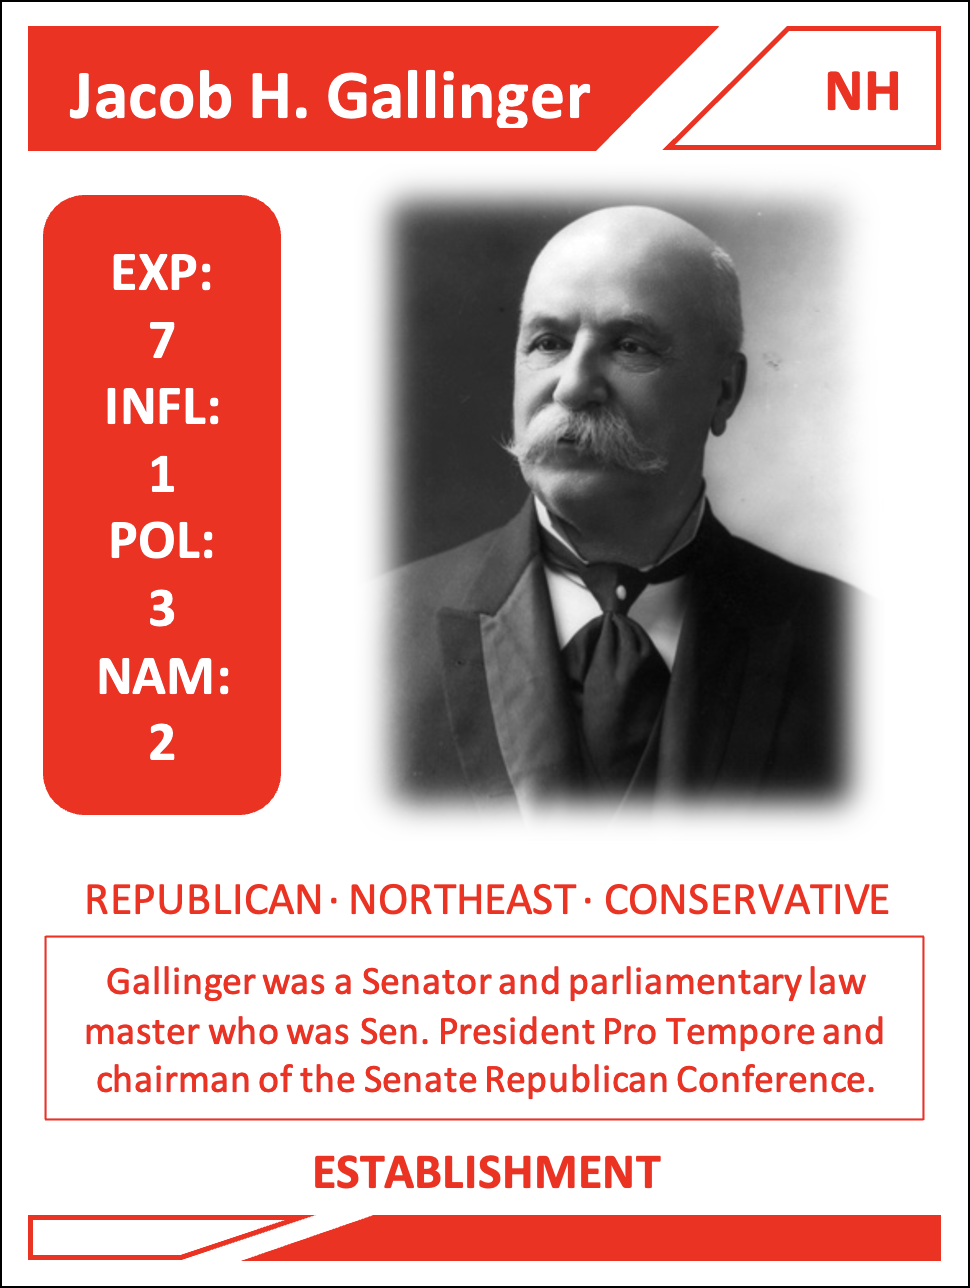 Jacob H. Gallinger
NH
EXP:
7
INFL:
1
POL:
3
NAM:
2
REPUBLICAN · NORTHEAST · CONSERVATIVE
Gallinger was a Senator and parliamentary law
master who was Sen. President Pro Tempore and
chairman of the Senate Republican Conference.
ESTABLISHMENT